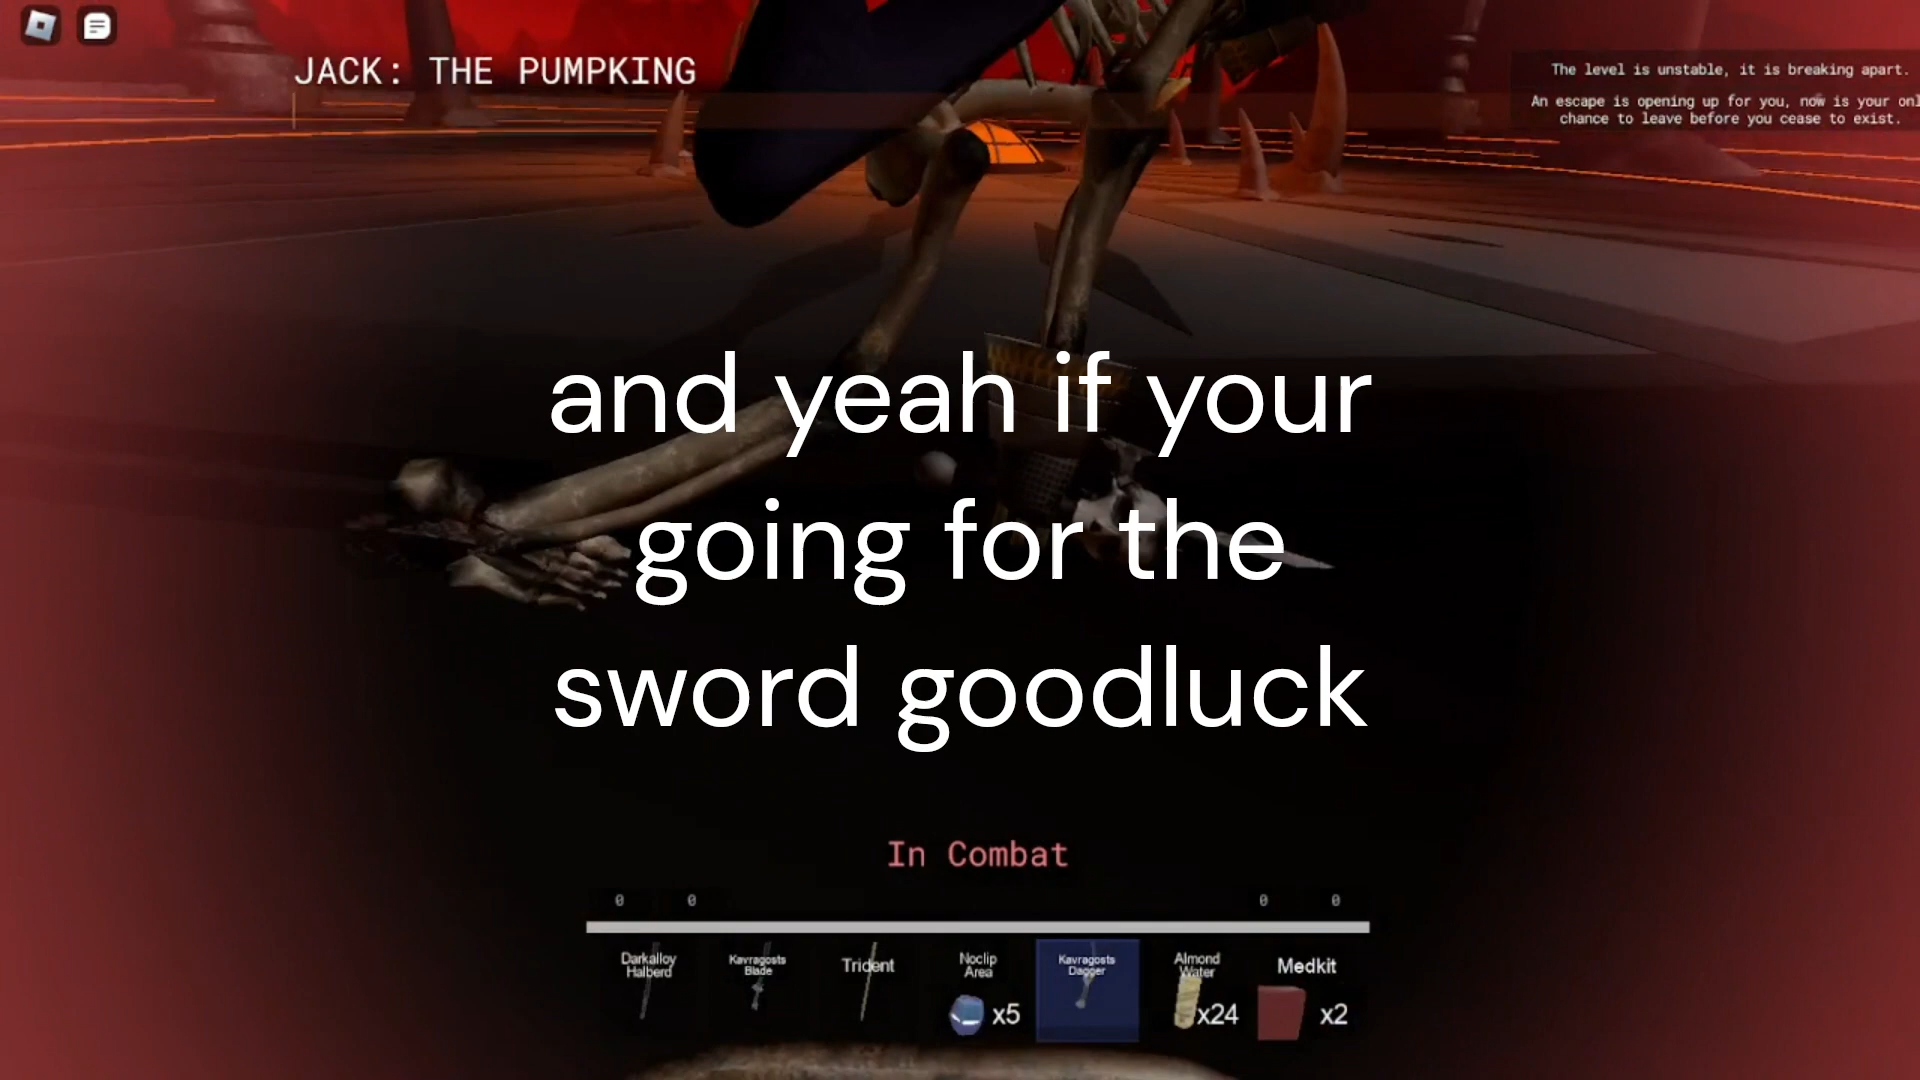 JACK: THE PUMPKING
The level is unstable, it is breaking apart.
An escape is opening up for you, now is your onl
chance to leave before you cease to exist.
and yeah if your
going for the
sword goodluck
In Combat
0 0 0 0
Darkalloy
Halberd
Kavragosts
Blade
Trident
Noclip
Area
x5
Kavragosts
Dagger
Almond
Water
x24
Medkit
x2